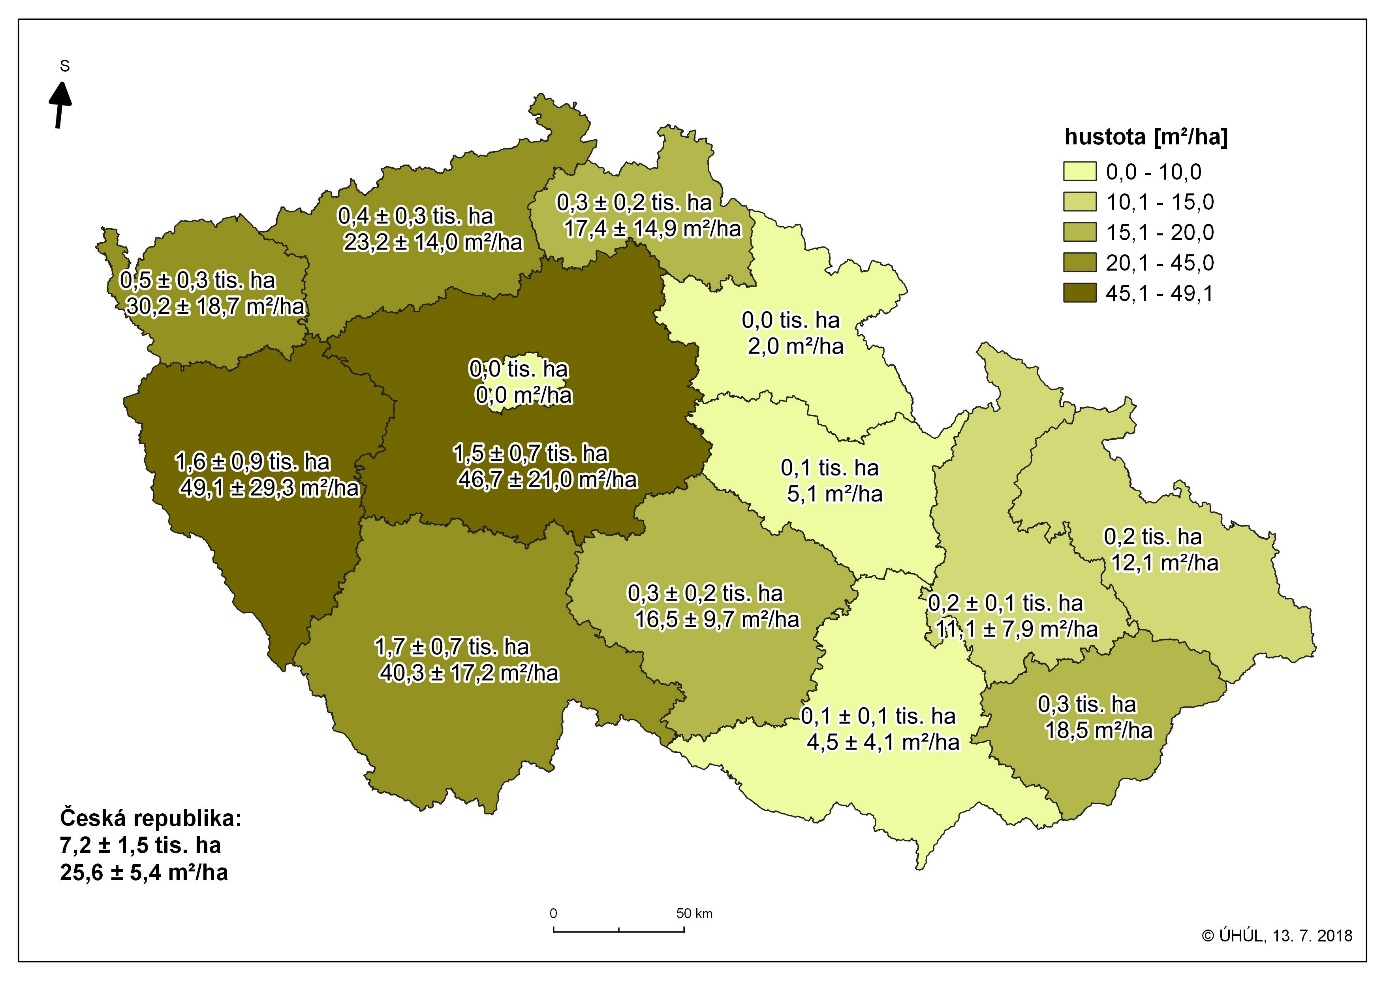 S
hustota [m²/ha]
0,0 - 10,0
10,1 - 15,0
15,1 - 20,0
20,1 - 45,0
45,1 - 49,1
0,4 ± 0,3 tis. ha
23,2 ± 14,0 m²/ha
0,3 ± 0,2 tis. ha
17,4 ± 14,9 m²/ha
0,5 ± 0,3 tis. ha
30,2 ± 18,7 m²/ha
0,0 tis. ha
2,0 m²/ha
0,0 tis. ha
0,0 m²/ha
1,6 ± 0,9 tis. ha
49,1 ± 29,3 m²/ha
1,5 ± 0,7 tis. ha
46,7 ± 21,0 m²/ha
0,1 tis. ha
5,1 m²/ha
0,2 tis. ha
12,1 m²/ha
0,3 ± 0,2 tis. ha
16,5 ± 9,7 m²/ha
0,2 ± 0,1 tis. ha
11,1 ± 7,9 m²/ha
1,7 ± 0,7 tis. ha
40,3 ± 17,2 m²/ha
0,1 ± 0,1 tis. ha
4,5 ± 4,1 m²/ha
0,3 tis. ha
18,5 m²/ha
Česká republika:
7,2 ± 1,5 tis. ha
25,6 ± 5,4 m²/ha
0 50 km
© ÚHÚL, 13. 7. 2018